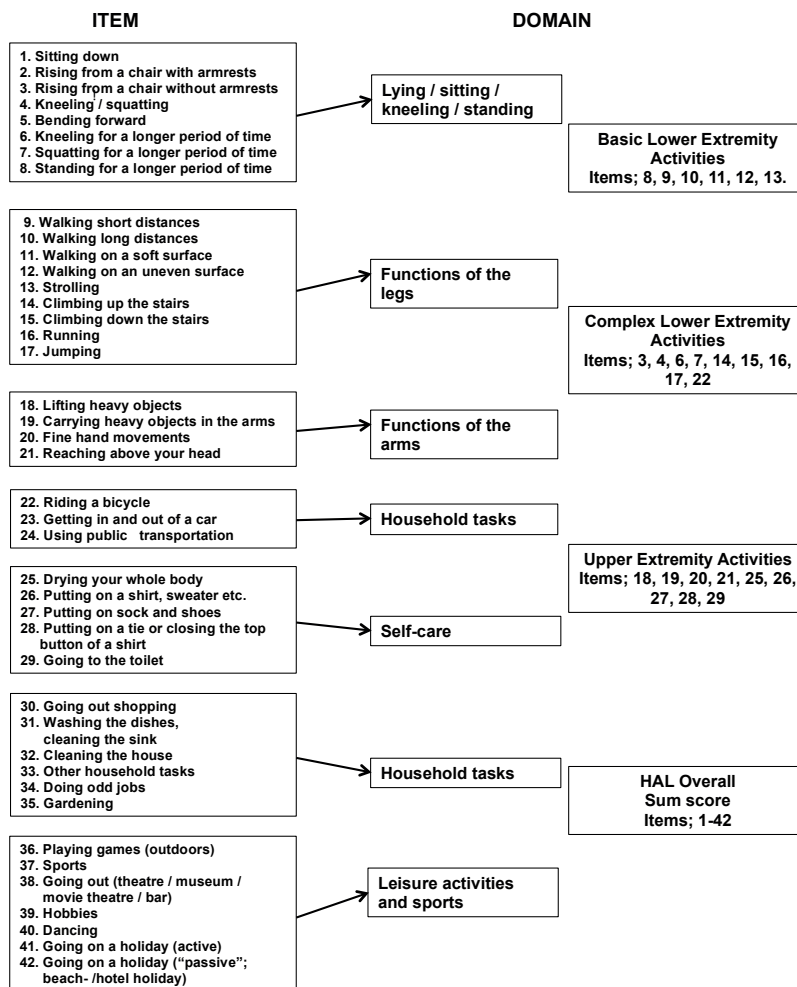 ITEM
DOMAIN
1. Sitting down
2. Rising from a chair with armrests
3. Rising from a chair without armrests
4. Kneeling / squatting
5. Bending forward
6. Kneeling for a longer period of time
7. Squatting for a longer period of time
8. Standing for a longer period of time
Lying / sitting /
kneeling / standing
Basic Lower Extremity
Activities
Items; 8, 9, 10, 11, 12, 13.
9. Walking short distances
10. Walking long distances
11. Walking on a soft surface
12. Walking on an uneven surface
13. Strolling
14. Climbing up the stairs
15. Climbing down the stairs
16. Running
17. Jumping
Functions of the
legs
Complex Lower Extremity
Activities
Items; 3, 4, 6, 7, 14, 15, 16,
17, 22
18. Lifting heavy objects
19. Carrying heavy objects in the arms
20. Fine hand movements
21. Reaching above your head
Functions of the
arms
22. Riding a bicycle
23. Getting in and out of a car
24. Using public transportation
Household tasks
Upper Extremity Activities
Items; 18, 19, 20, 21, 25, 26,
27, 28, 29
25. Drying your whole body
26. Putting on a shirt, sweater etc.
27. Putting on sock and shoes
28. Putting on a tie or closing the top
button of a shirt
29. Going to the toilet
Self-care
30. Going out shopping
31. Washing the dishes,
cleaning the sink
32. Cleaning the house
33. Other household tasks
34. Doing odd jobs
35. Gardening
Household tasks
HAL Overall
Sum score
Items; 1-42
36. Playing games (outdoors)
37. Sports
38. Going out (theatre / museum /
movie theatre / bar)
39. Hobbies
40. Dancing
41. Going on a holiday (active)
42. Going on a holiday (“passive”;
beach- /hotel holiday)
Leisure activities
and sports